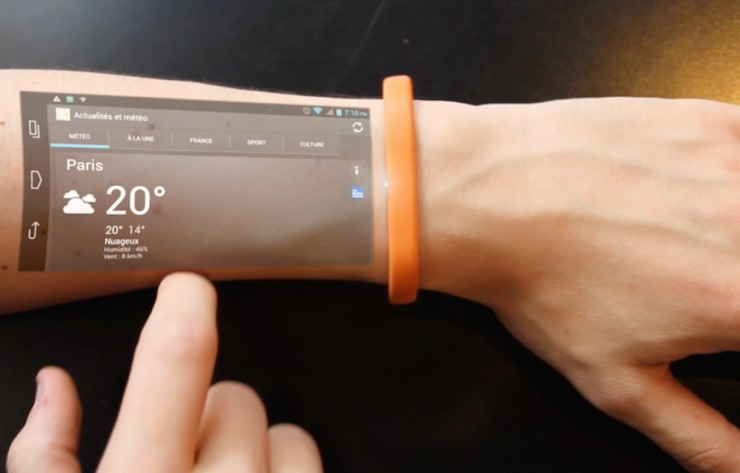 7:10 PM
Actualités et météo
MÉTÉO
À LA UNE
FRANCE
SPORT
CULTURE
Paris
20°
20° 14°
Nuageux
Humidité : 46%
Vent : 8 km/h